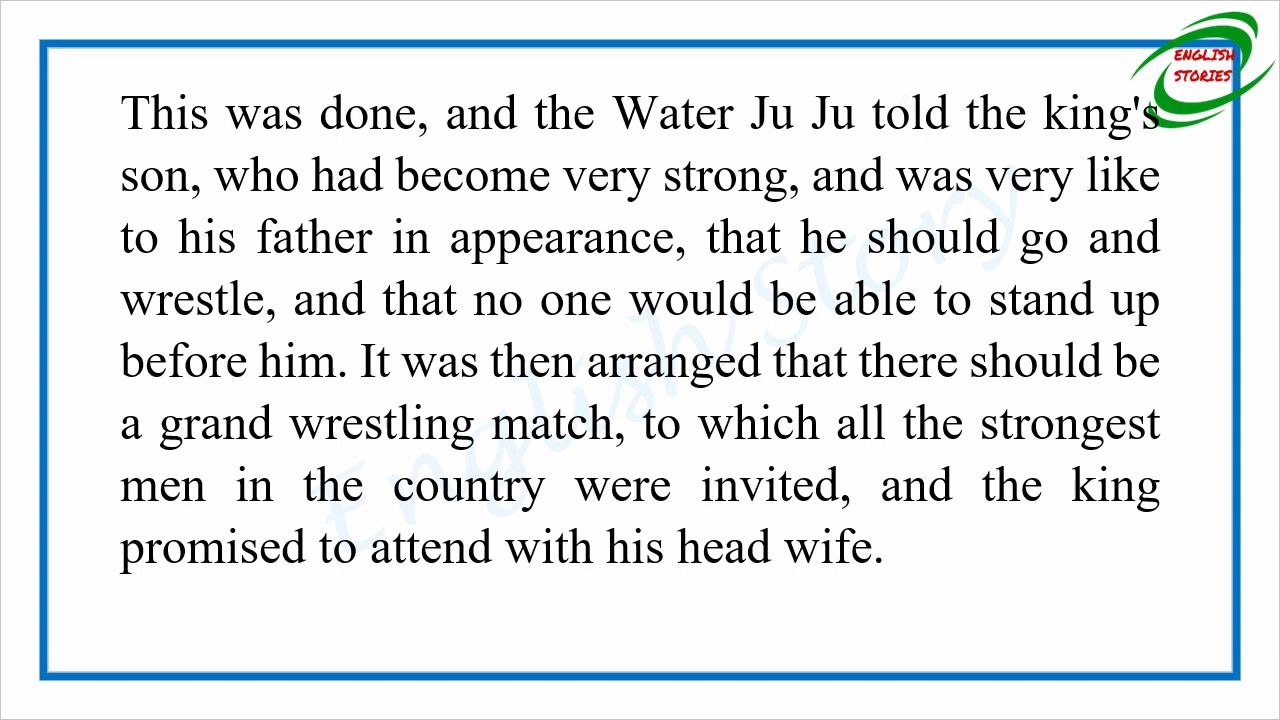 ENGLISH
STORIES
This was done, and the Water Ju Ju told the king's
son, who had become very strong, and was very like
to his father in appearance, that he should go and
wrestle, and that no one would be able to stand up
before him. It was then arranged that there should be
a grand wrestling match, to which all the strongest
men in the country were invited, and the king
promised to attend with his head wife.
English Story